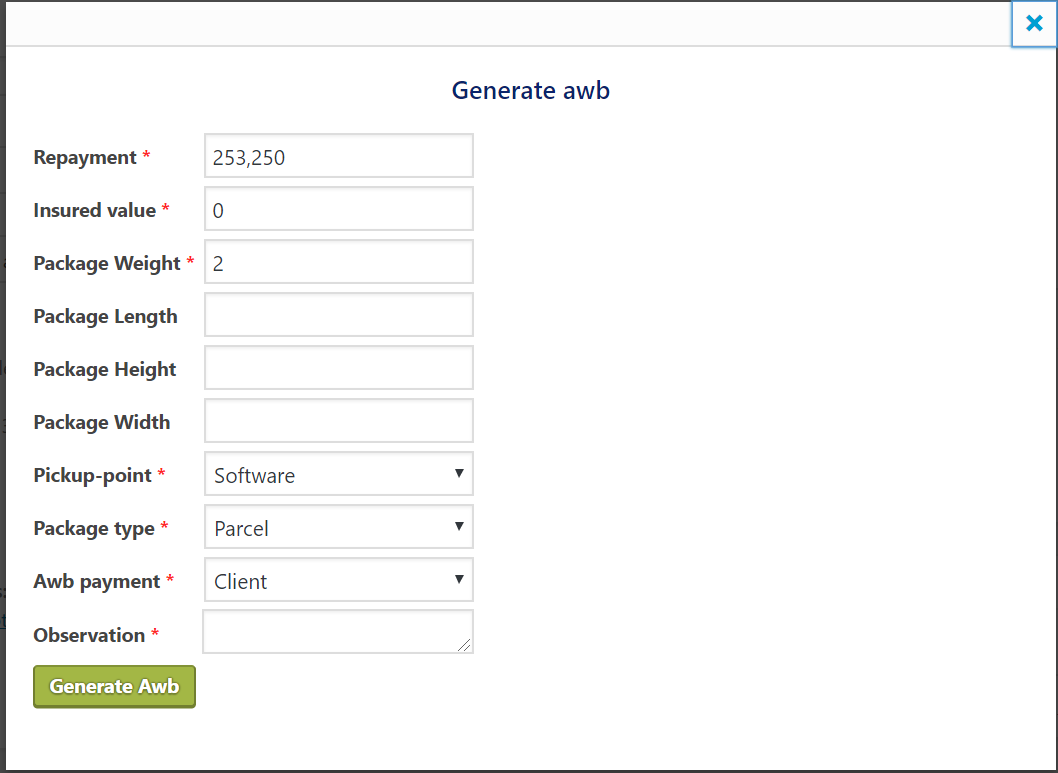 Generate awb
Repayment * 253,250
Insured value * 0
Package Weight * 2
Package Length
Package Height
Package Width
Pickup-point * Software
Package type * Parcel
Awb payment * Client
Observation *
Generate Awb